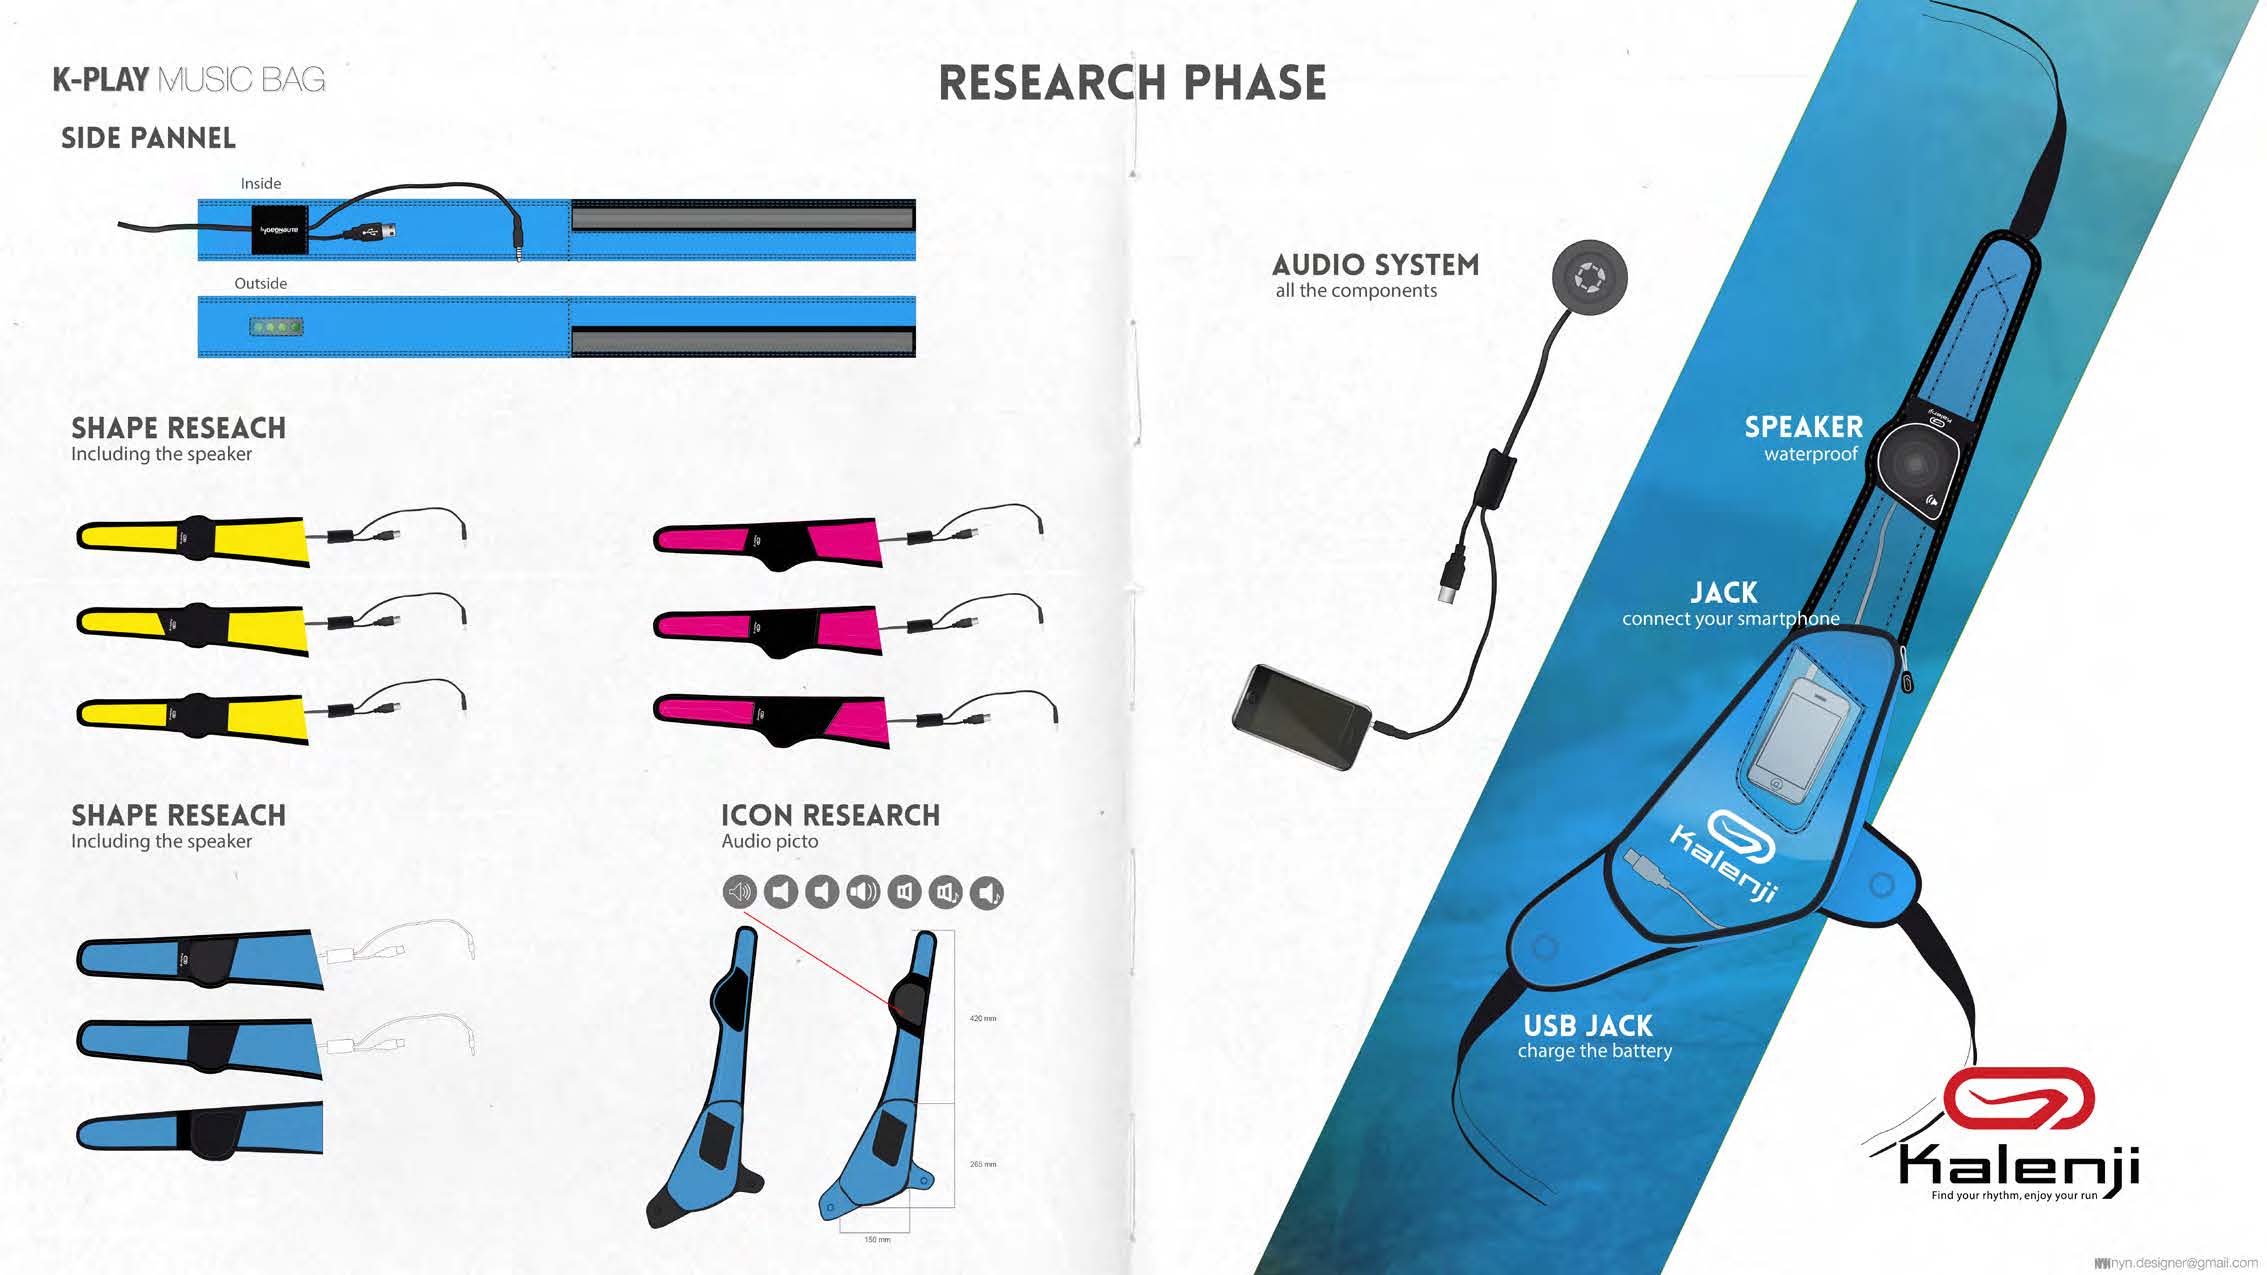 K-PLAY MUSIC BAG
RESEARCH PHASE
SIDE PANNEL
Inside
by GEONAUTE
Outside
SHAPE RESEACH
Including the speaker
SHAPE RESEACH
Including the speaker
ICON RESEARCH
Audio picto
420 mm
265 mm
150 mm
AUDIO SYSTEM
all the components
SPEAKER
waterproof
JACK
connect your smartphone
Kalenji
USB JACK
charge the battery
Kalenji
Find your rhythm, enjoy your run
nyn.designer@gmail.com